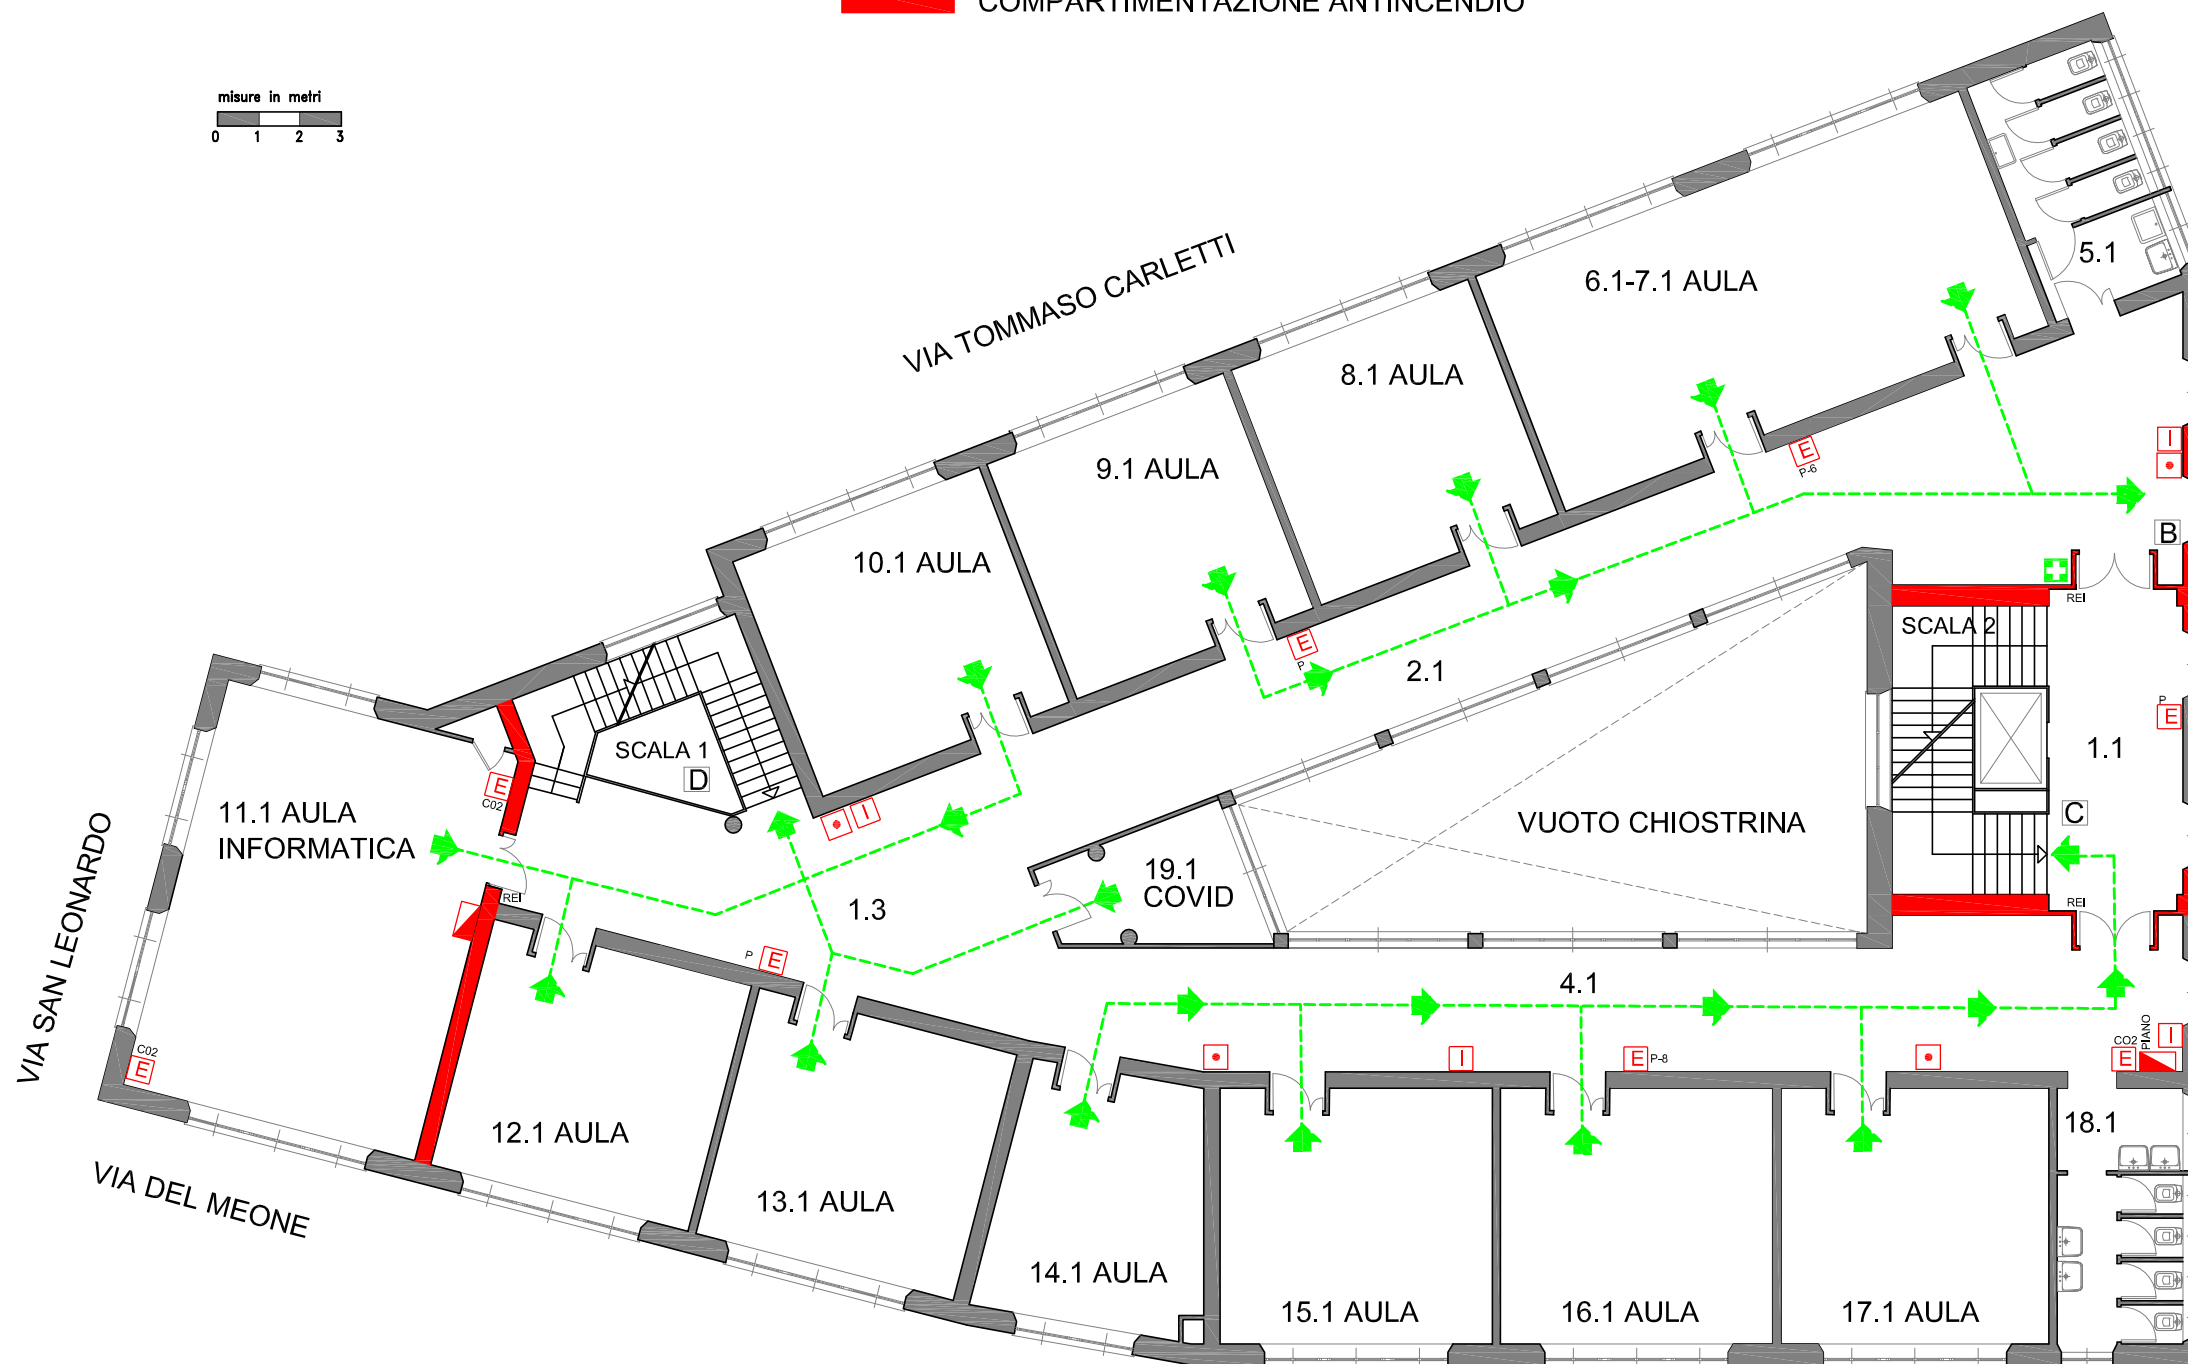 COMPARTIMENTAZIONE ANTINCENDIO
misure in metri
0 1 2 3
VIA TOMMASO CARLETTI
5.1
6.1-7.1 AULA
8.1 AULA
9.1 AULA
10.1 AULA
I
E
P-6
B
REI
SCALA 2
E
P
2.1
P
E
1.1
SCALA 1
D
I
E
C02
11.1 AULA
INFORMATICA
C
VUOTO CHIOSTRINA
19.1
COVID
1.3
REI
REI
VIA SAN LEONARDO
P E
4.1
C02
E
I
E P-8
CO2
E
PIANO
I
12.1 AULA
18.1
VIA DEL MEONE
13.1 AULA
14.1 AULA
15.1 AULA
16.1 AULA
17.1 AULA